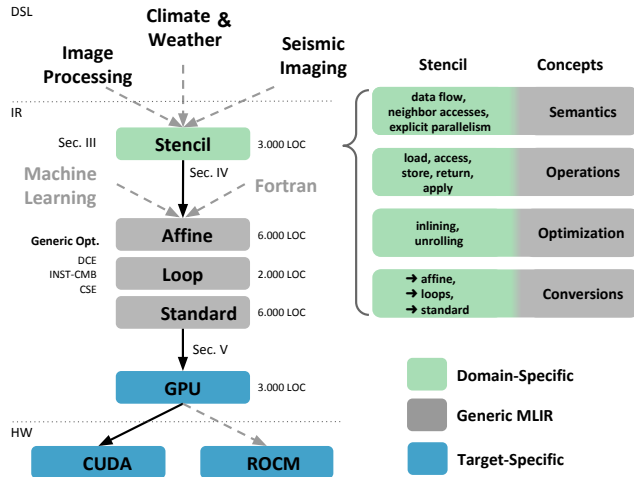 DSL
Climate &
Weather
Image
Processing
Seismic
Imaging
IR
Sec. III
Stencil
3.000 LOC
Sec. IV
Machine
Learning
Fortran
Generic Opt.
DCE
INST-CMB
CSE
Affine
6.000 LOC
Loop
2.000 LOC
Standard
6.000 LOC
Sec. V
GPU
3.000 LOC
HW
CUDA
ROCM
Stencil
Concepts
data flow,
neighbor accesses,
explicit parallelism
Semantics
load, access,
store, return,
apply
Operations
inlining,
unrolling
Optimization
➔ affine,
➔ loops,
➔ standard
Conversions
Domain-Specific
Generic MLIR
Target-Specific